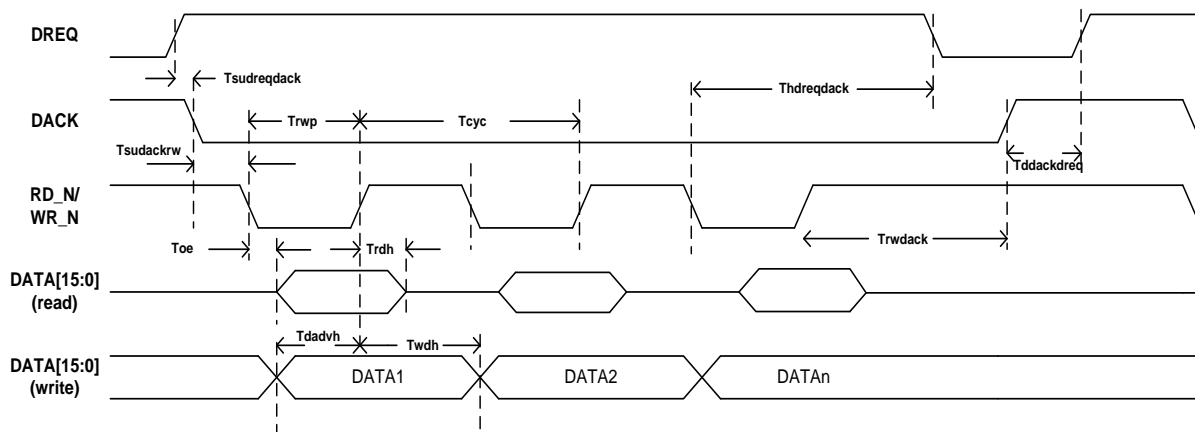 DREQ
Tsudreqdack
Thdreqdack
DACK
Trwp
Tcyc
Tsudackrw
Tddackdreq
RD_N/
WR_N
Toe
Trdh
Trwdack
DATA[15:0]
(read)
Tdadvh
Twdh
DATA[15:0]
(write)
DATA1
DATA2
DATAn